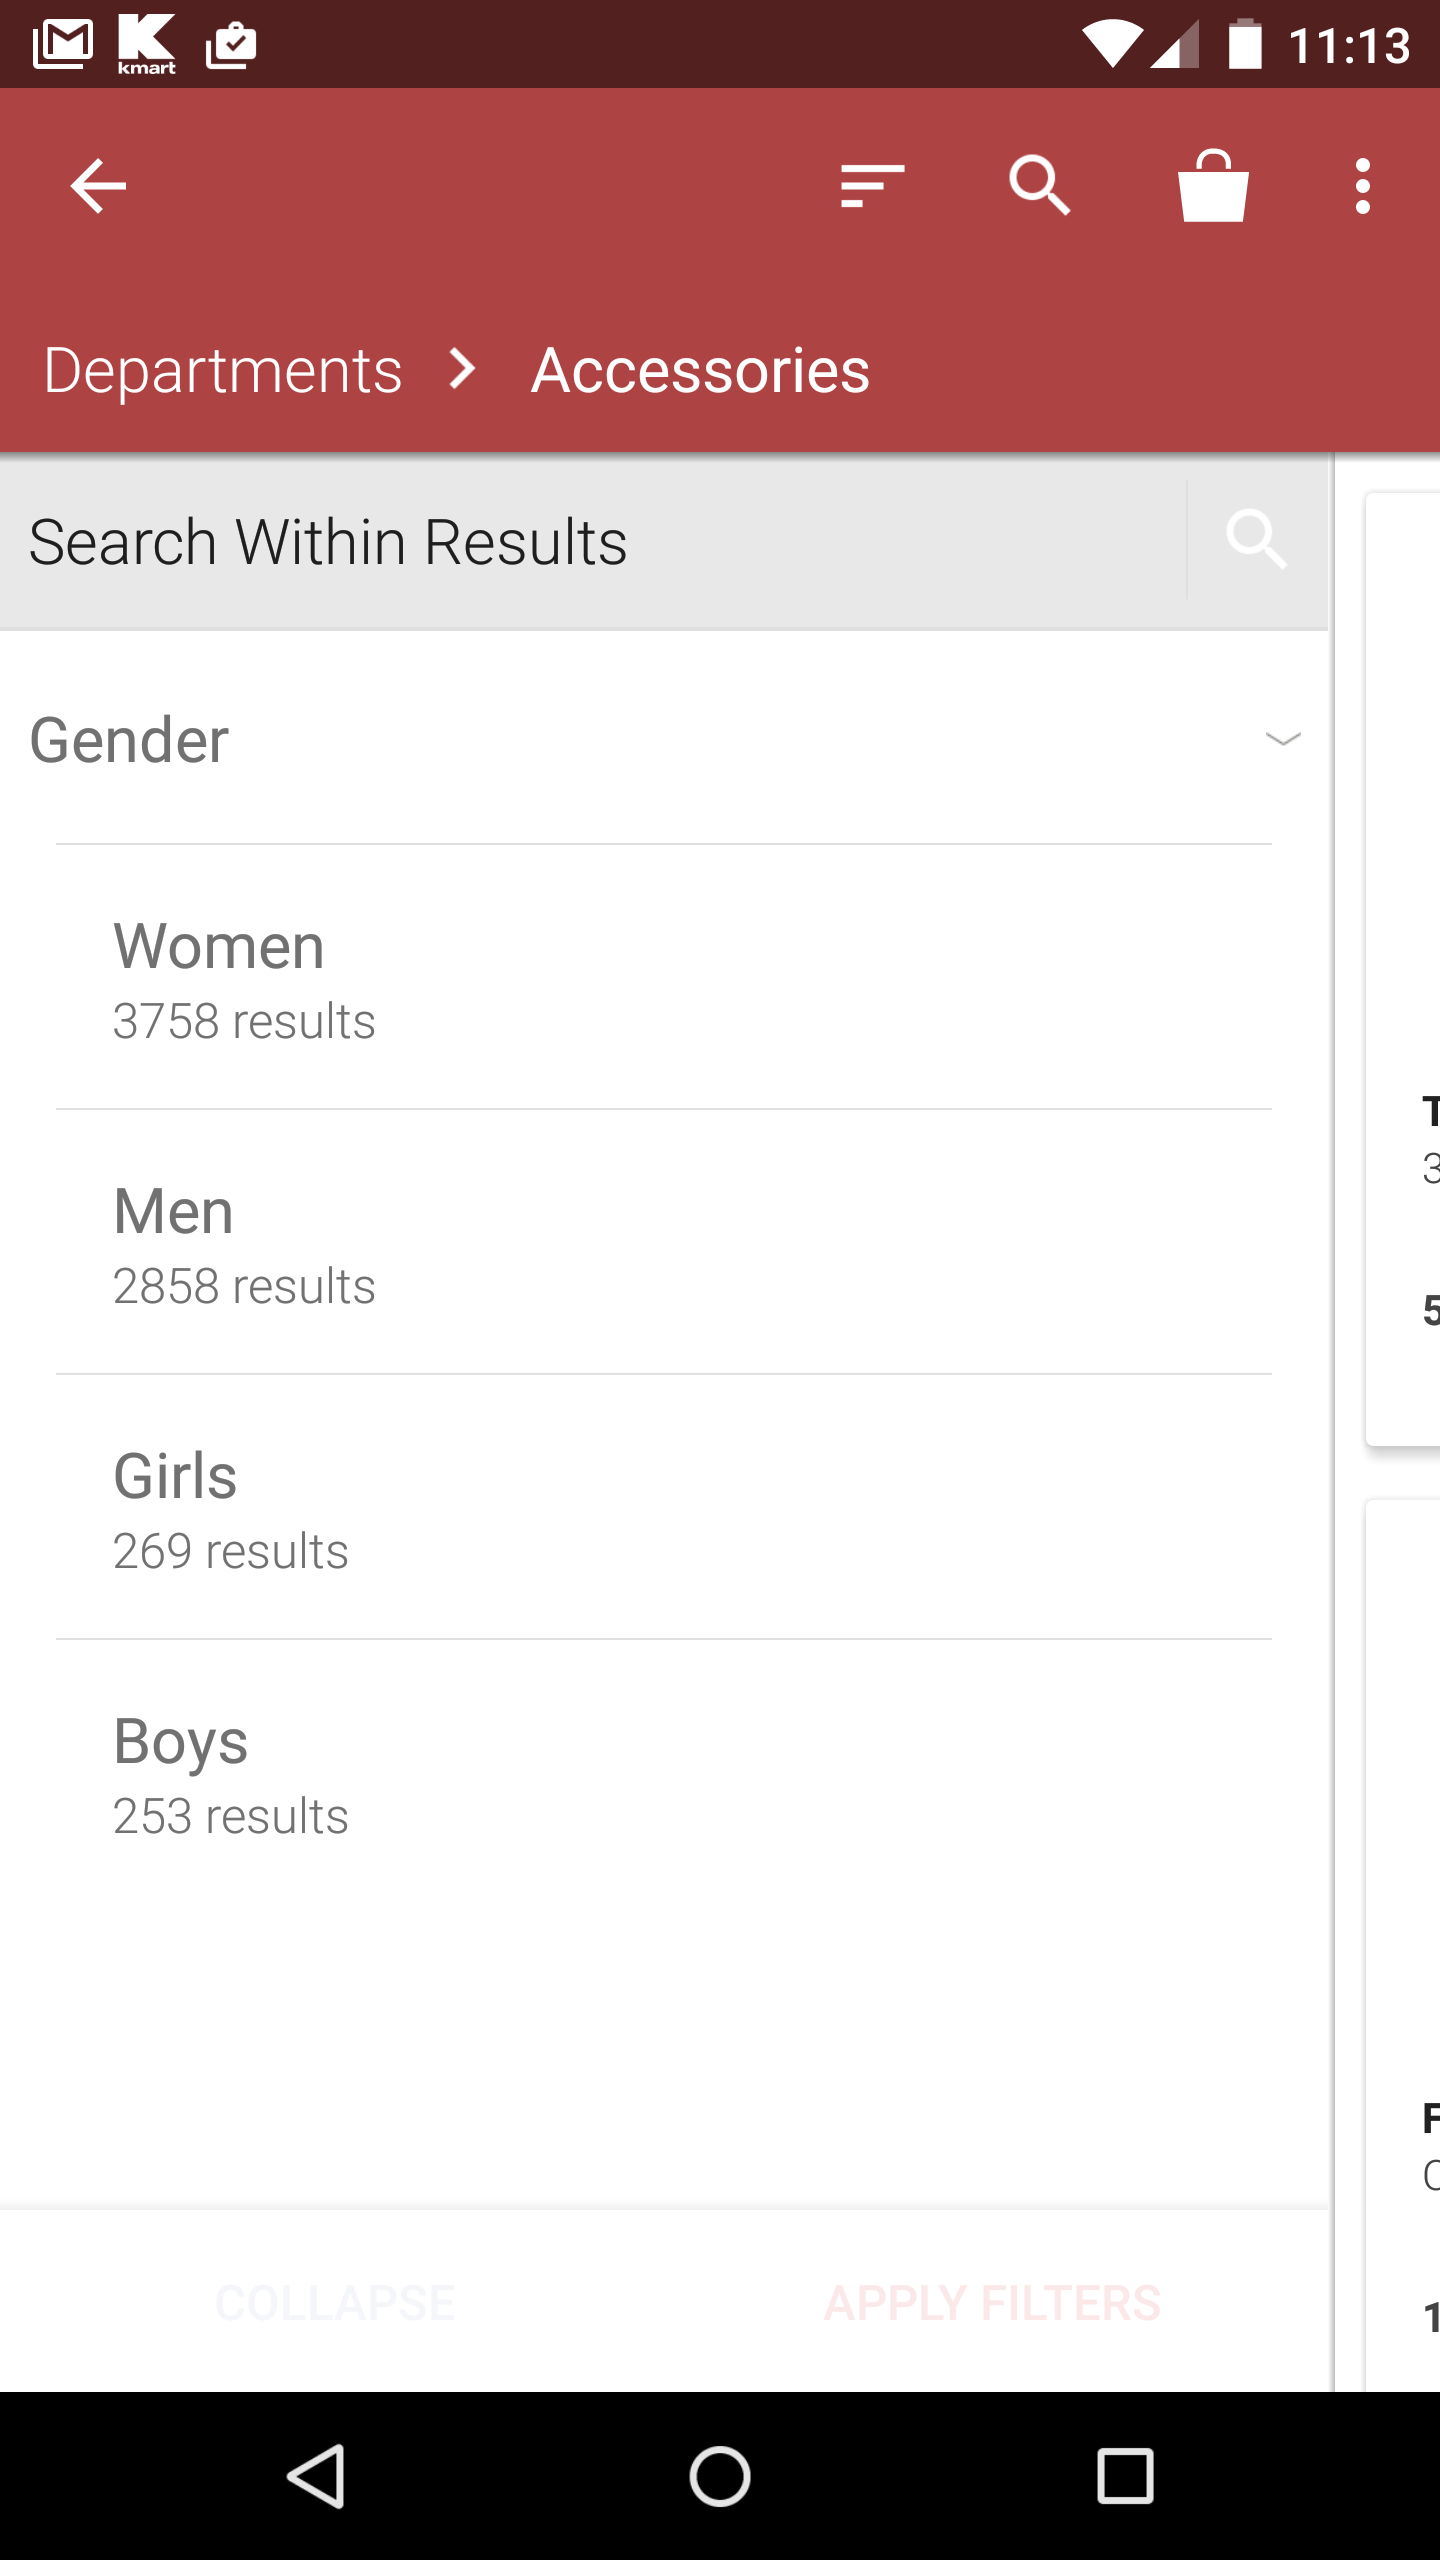 kmart
11:13
Departments Accessories
Search Within Results
Gender
Women
3758 results
Men
2858 results
Girls
269 results
Boys
253 results
T
3
5
F
1
COLLAPSE
APPLY FILTERS